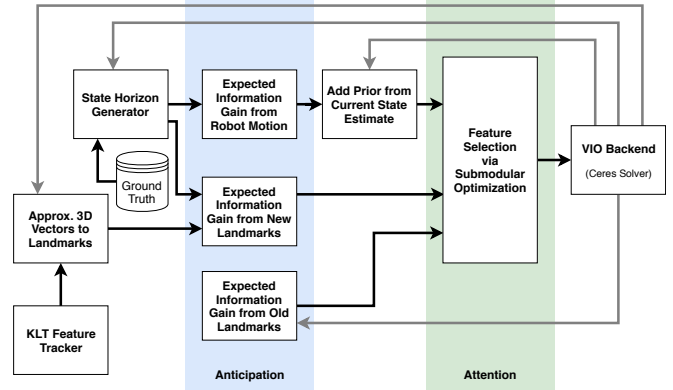 State Horizon
Generator
Expected
Information
Gain from
Robot Motion
Add Prior from
Current State
Estimate
Feature
Selection
via
Submodular
Optimization
VIO Backend
(Ceres Solver)
Ground
Truth
Approx. 3D
Vectors to
Landmarks
Expected
Information
Gain from New
Landmarks
Expected
Information
Gain from Old
Landmarks
KLT Feature
Tracker
Anticipation
Attention